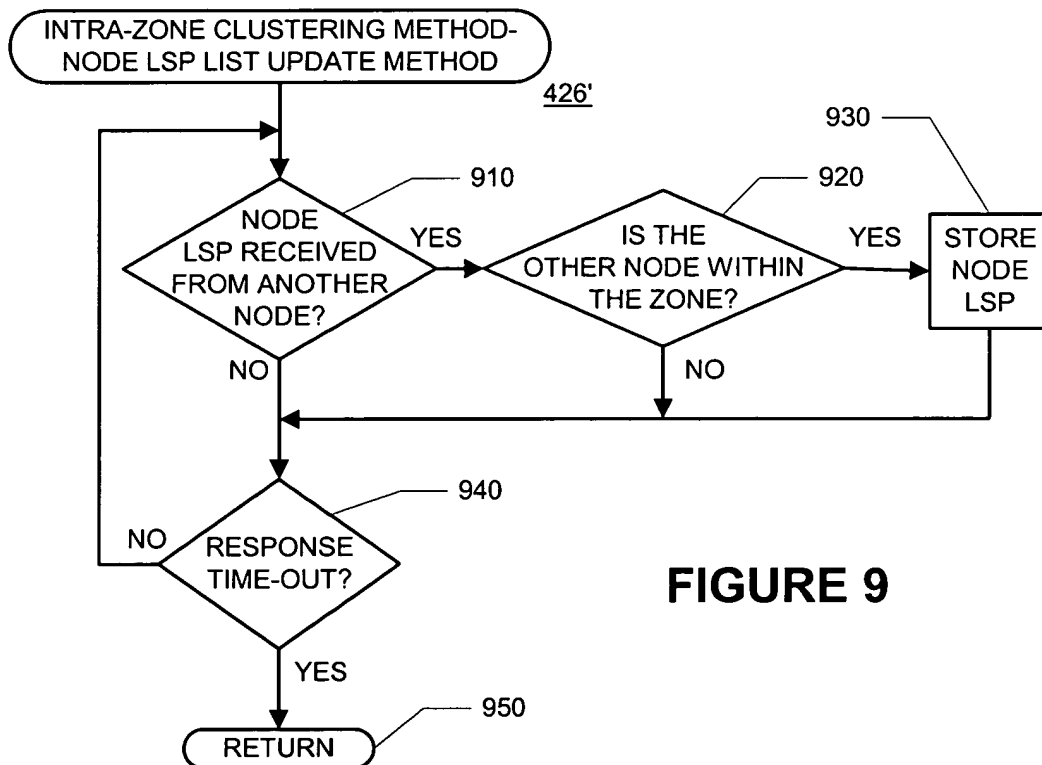 INTRA-ZONE CLUSTERING METHOD-
NODE LSP LIST UPDATE METHOD
426'
930
910
920
NODE
LSP RECEIVED
FROM ANOTHER
NODE?
YES
IS THE
OTHER NODE WITHIN
THE ZONE?
YES
STORE
NODE
LSP
NO
NO
940
NO
RESPONSE
TIME-OUT?
FIGURE 9
YES
950
RETURN